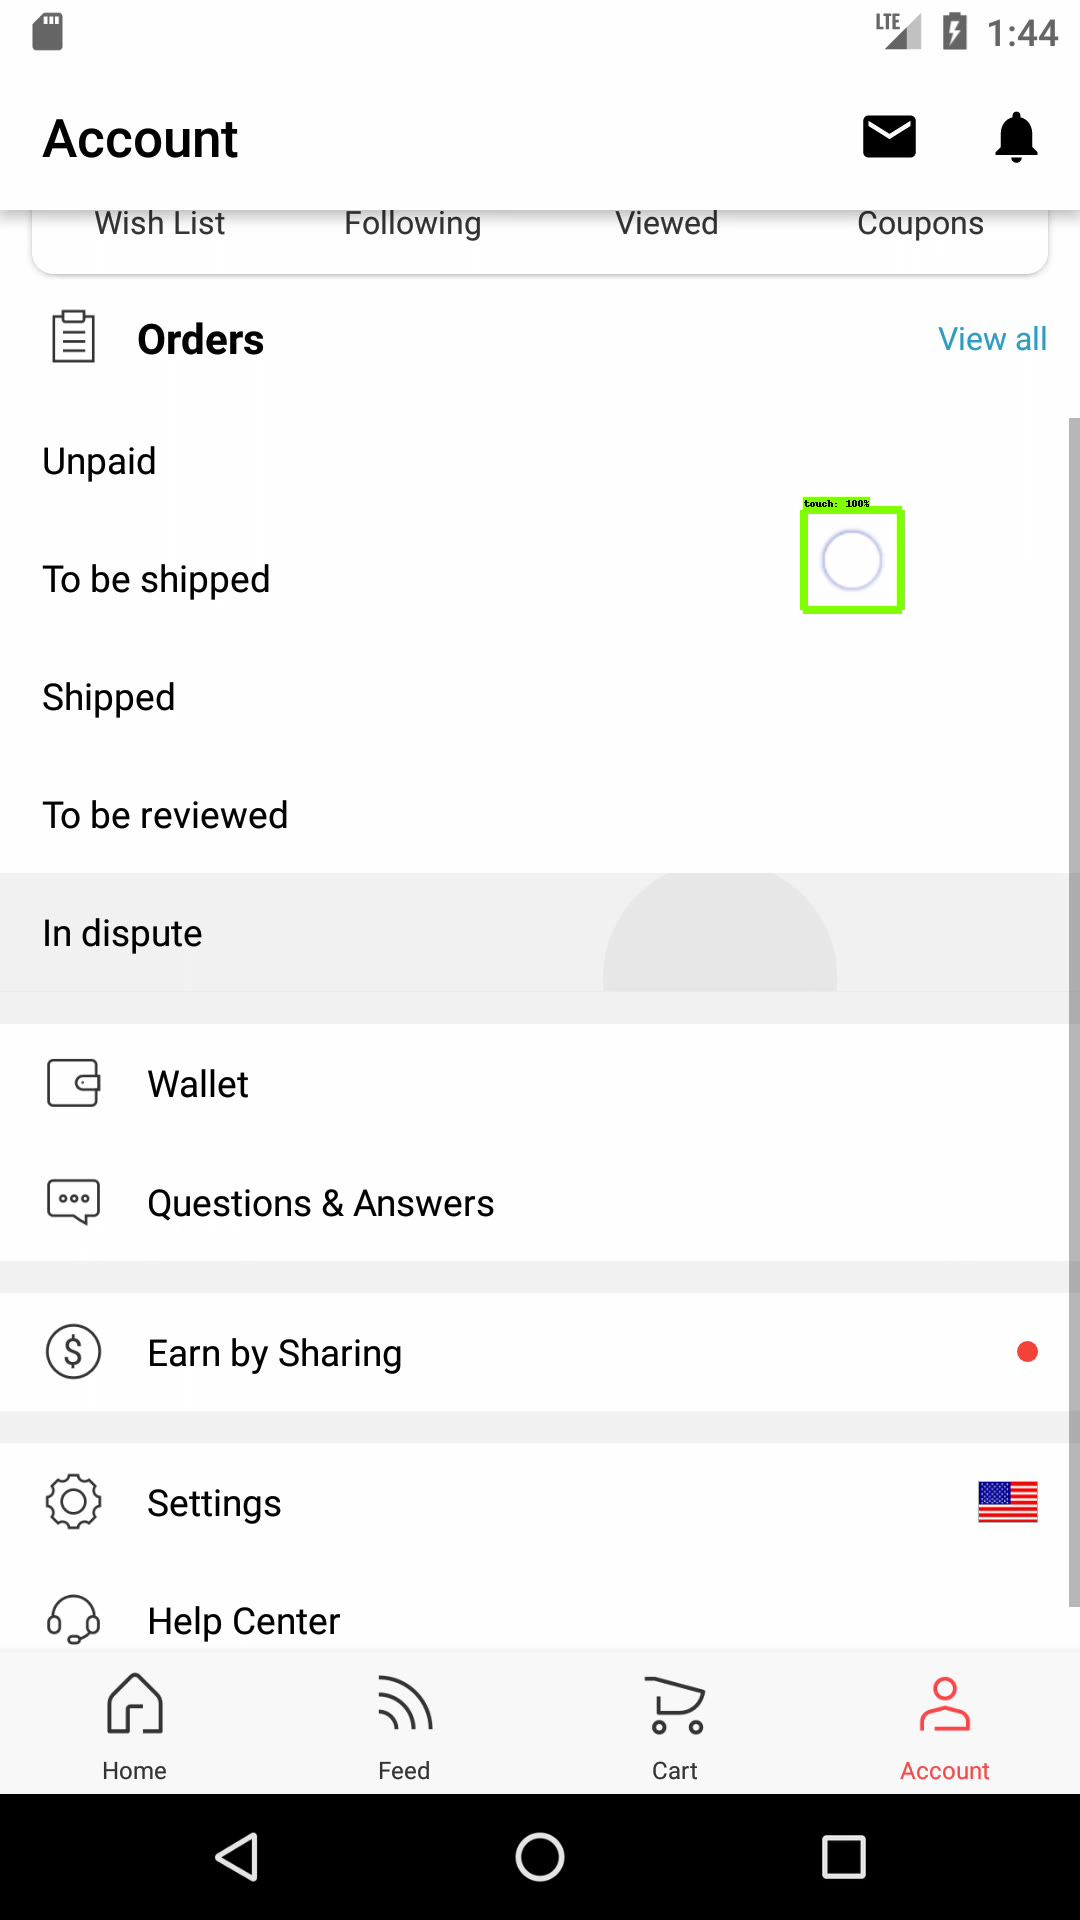 LTE 1:44
Account
Wish List Following Viewed Coupons
Orders View all
Unpaid
touch: 100%
To be shipped
Shipped
To be reviewed
In dispute
Wallet
Questions & Answers
$ Earn by Sharing
Settings
Help Center
Home Feed Cart Account